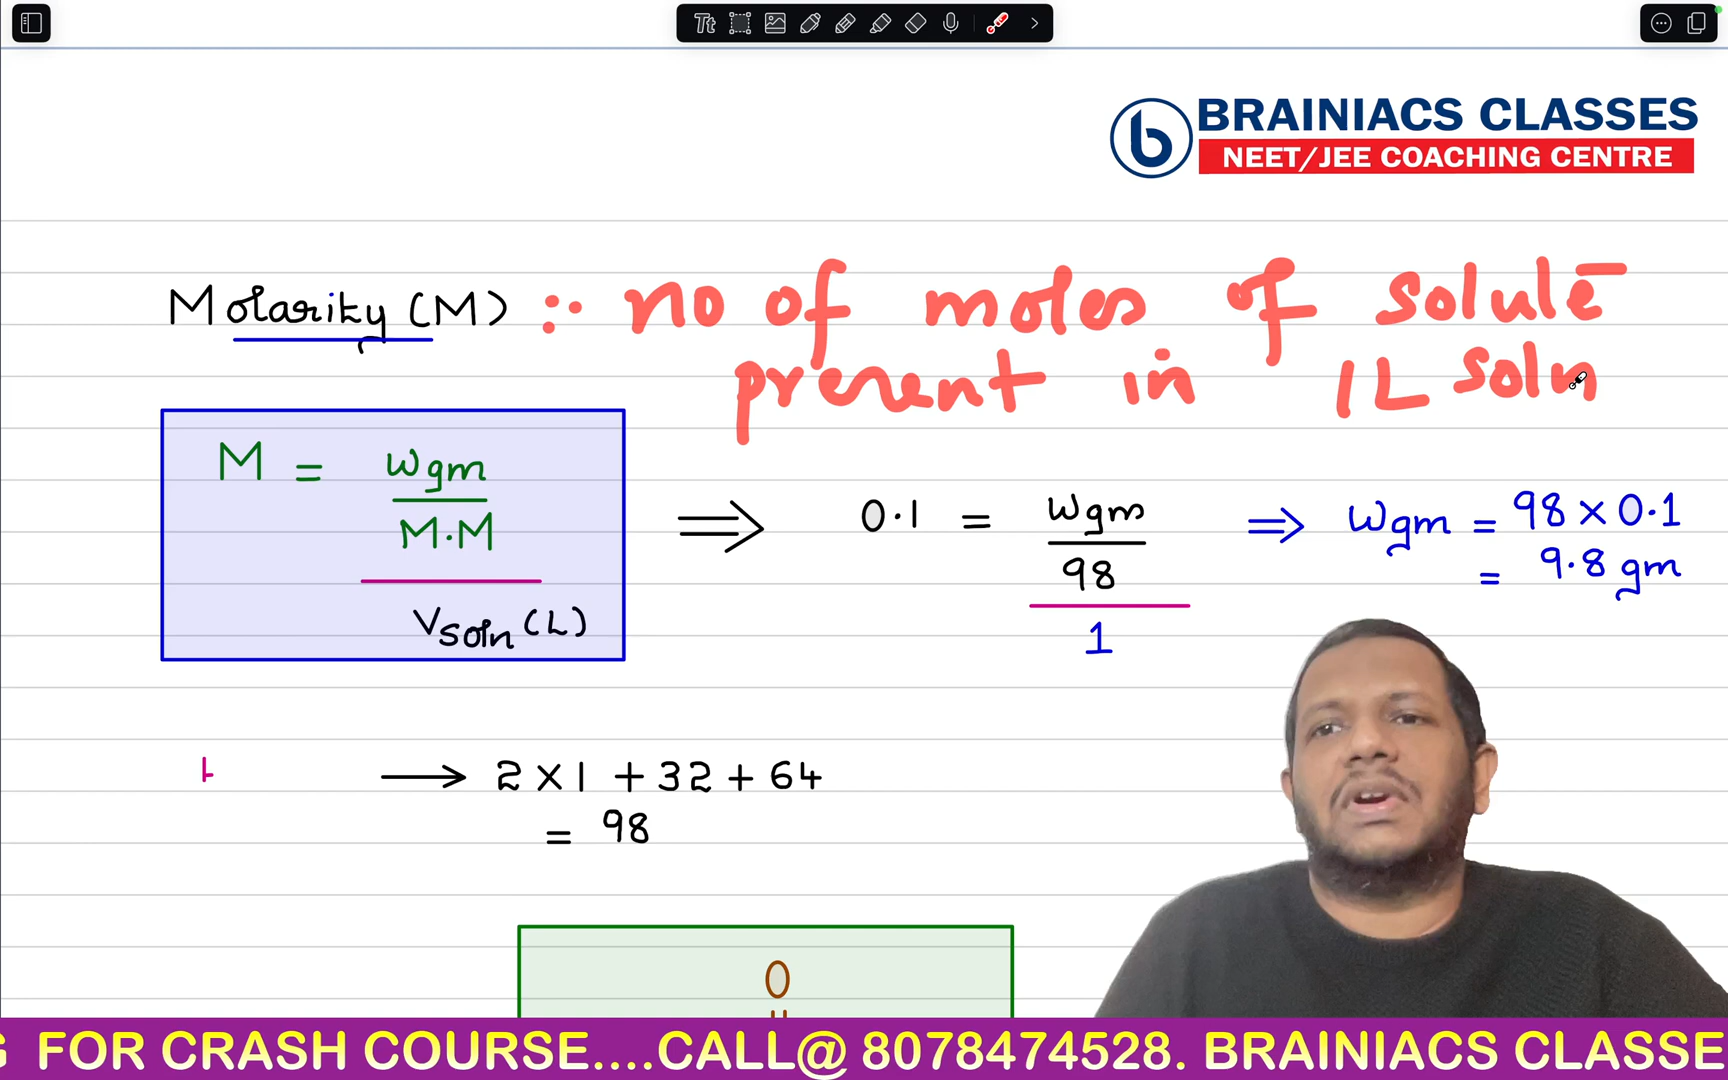 Tt
b BRAINIACS CLASSES
NEET/JEE COACHING CENTRE
Molarity (M) :- no of moles of solute
present in 1L soln
M = wgm / M.M / Vsoln (L) ⟹ 0.1 = wgm / 98 / 1 ⟹ wgm = 98 × 0.1
= 9.8 gm
⟶ 2 × 1 + 32 + 64
= 98
O
G FOR CRASH COURSE....CALL@ 8078474528. BRAINIACS CLASSE